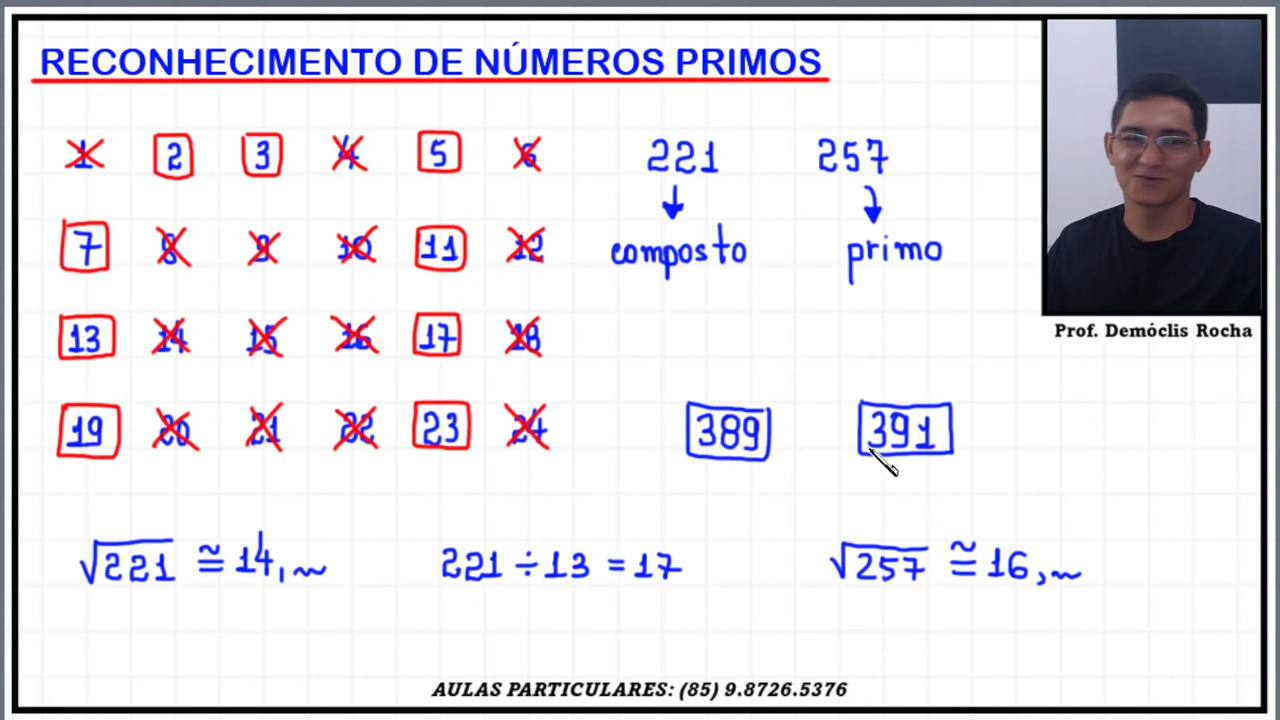 RECONHECIMENTO DE NÚMEROS PRIMOS
1 2 3 4 5 6
7 8 9 10 11 12
13 14 15 16 17 18
19 20 21 22 23 24
221 257
composto primo
389 391
√221 ≅ 14,~
221 ÷ 13 = 17
√257 ≅ 16,~
Prof. Demóclis Rocha
AULAS PARTICULARES: (85) 9.8726.5376